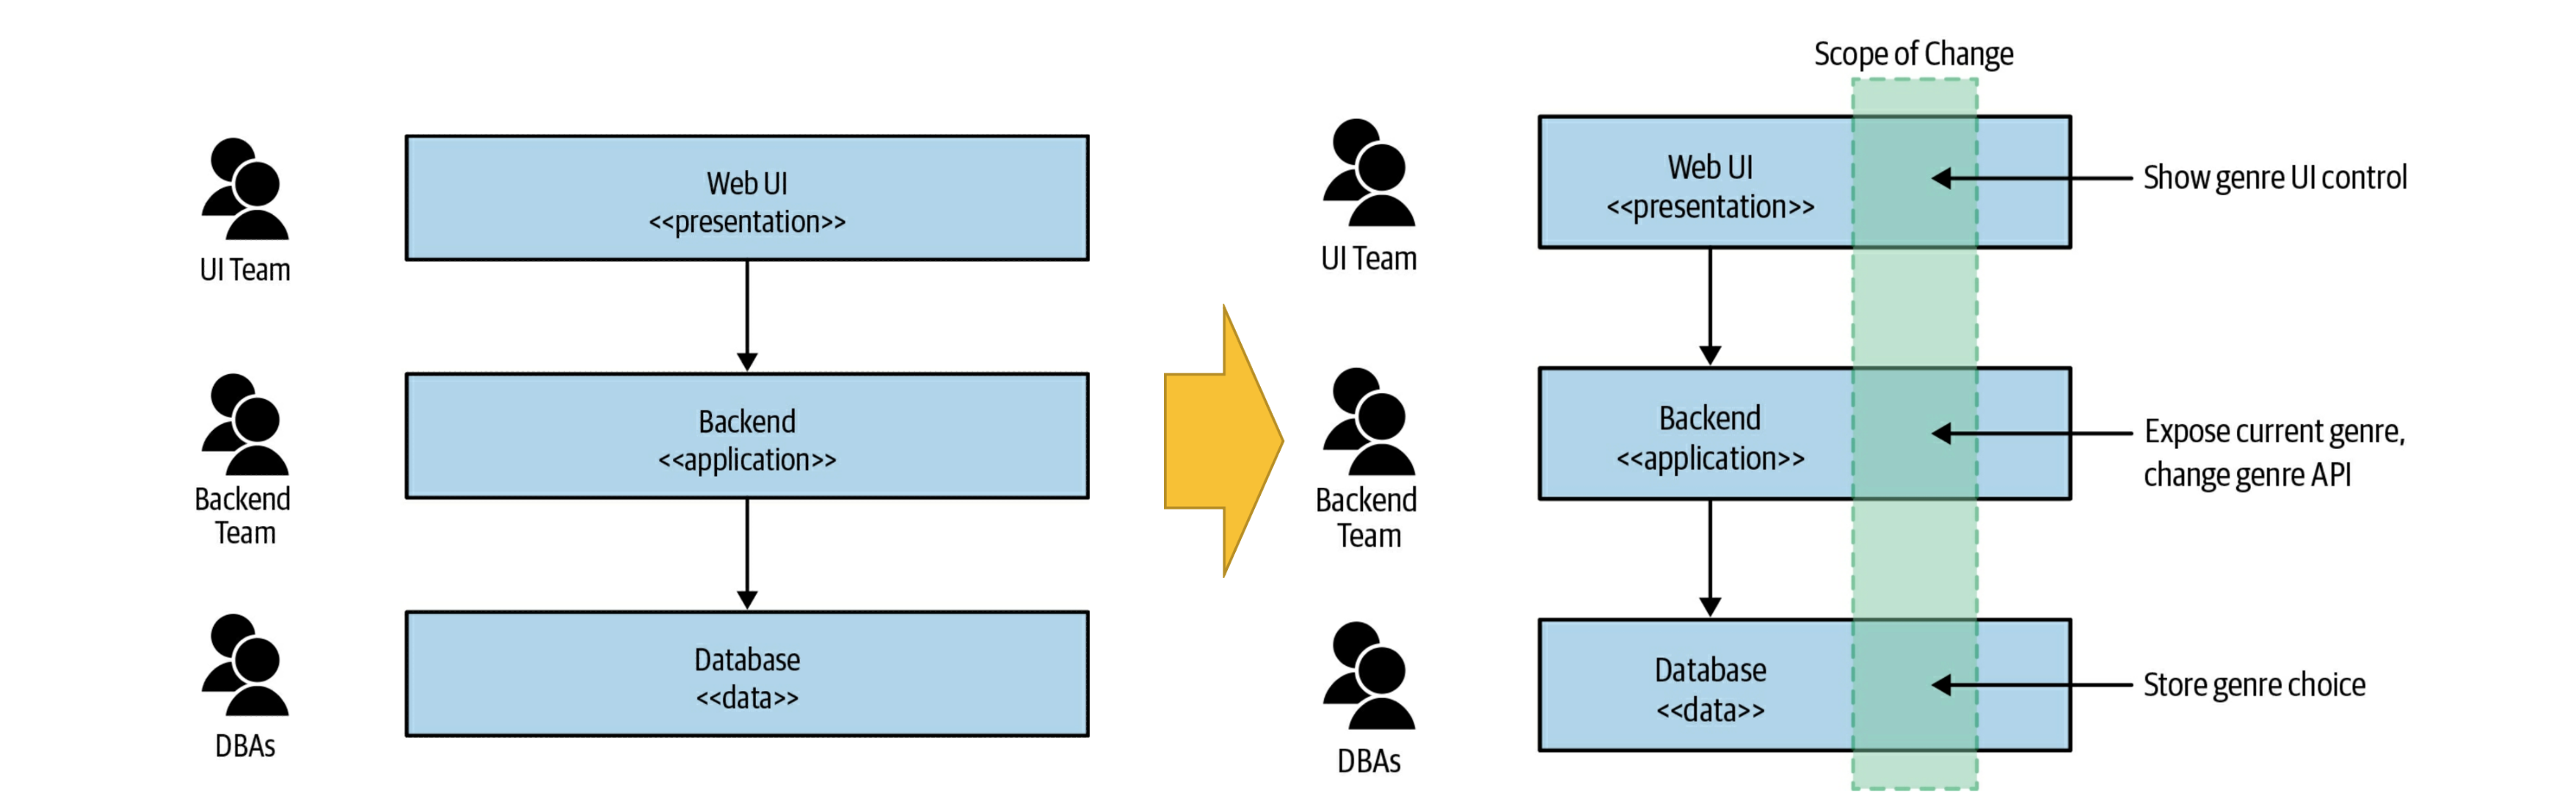 UI Team
Web UI
<<presentation>>
Backend
Team
Backend
<<application>>
DBAs
Database
<<data>>
Scope of Change
UI Team
Web UI
<<presentation>>
Show genre UI control
Backend
Team
Backend
<<application>>
Expose current genre,
change genre API
DBAs
Database
<<data>>
Store genre choice